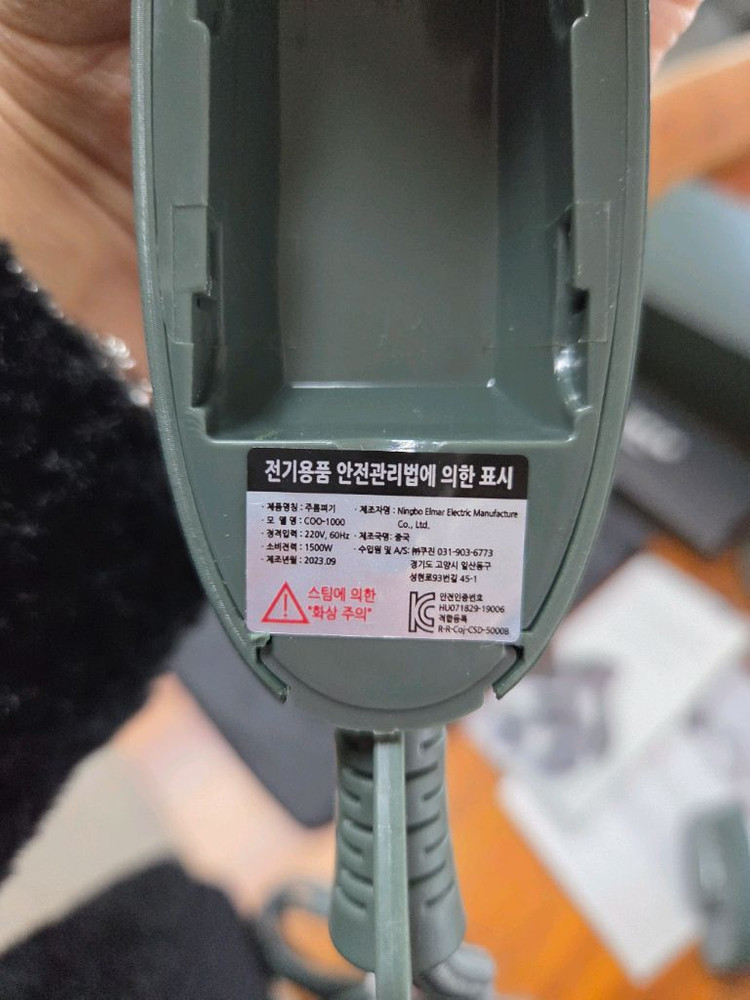 전기용품 안전관리법에 의한 표시
· 제품명칭 : 주름펴기
· 모 델 명 : COO-1000
· 정격입력 : 220V, 60Hz
· 소비전력 : 1500W
· 제조년월 : 2023.09
· 제조자명 : Ningbo Elmar Electric Manufacture
Co., Ltd.
· 제조국명 : 중국
· 수입원 및 A/S: ㈜쿠진 031-903-6773
경기도 고양시 일산동구
성현로93번길 45-1
스팀에 의한
"화상 주의"
안전인증번호
HU071829-19006
적합등록
R-R-Coj-CSD-5000B